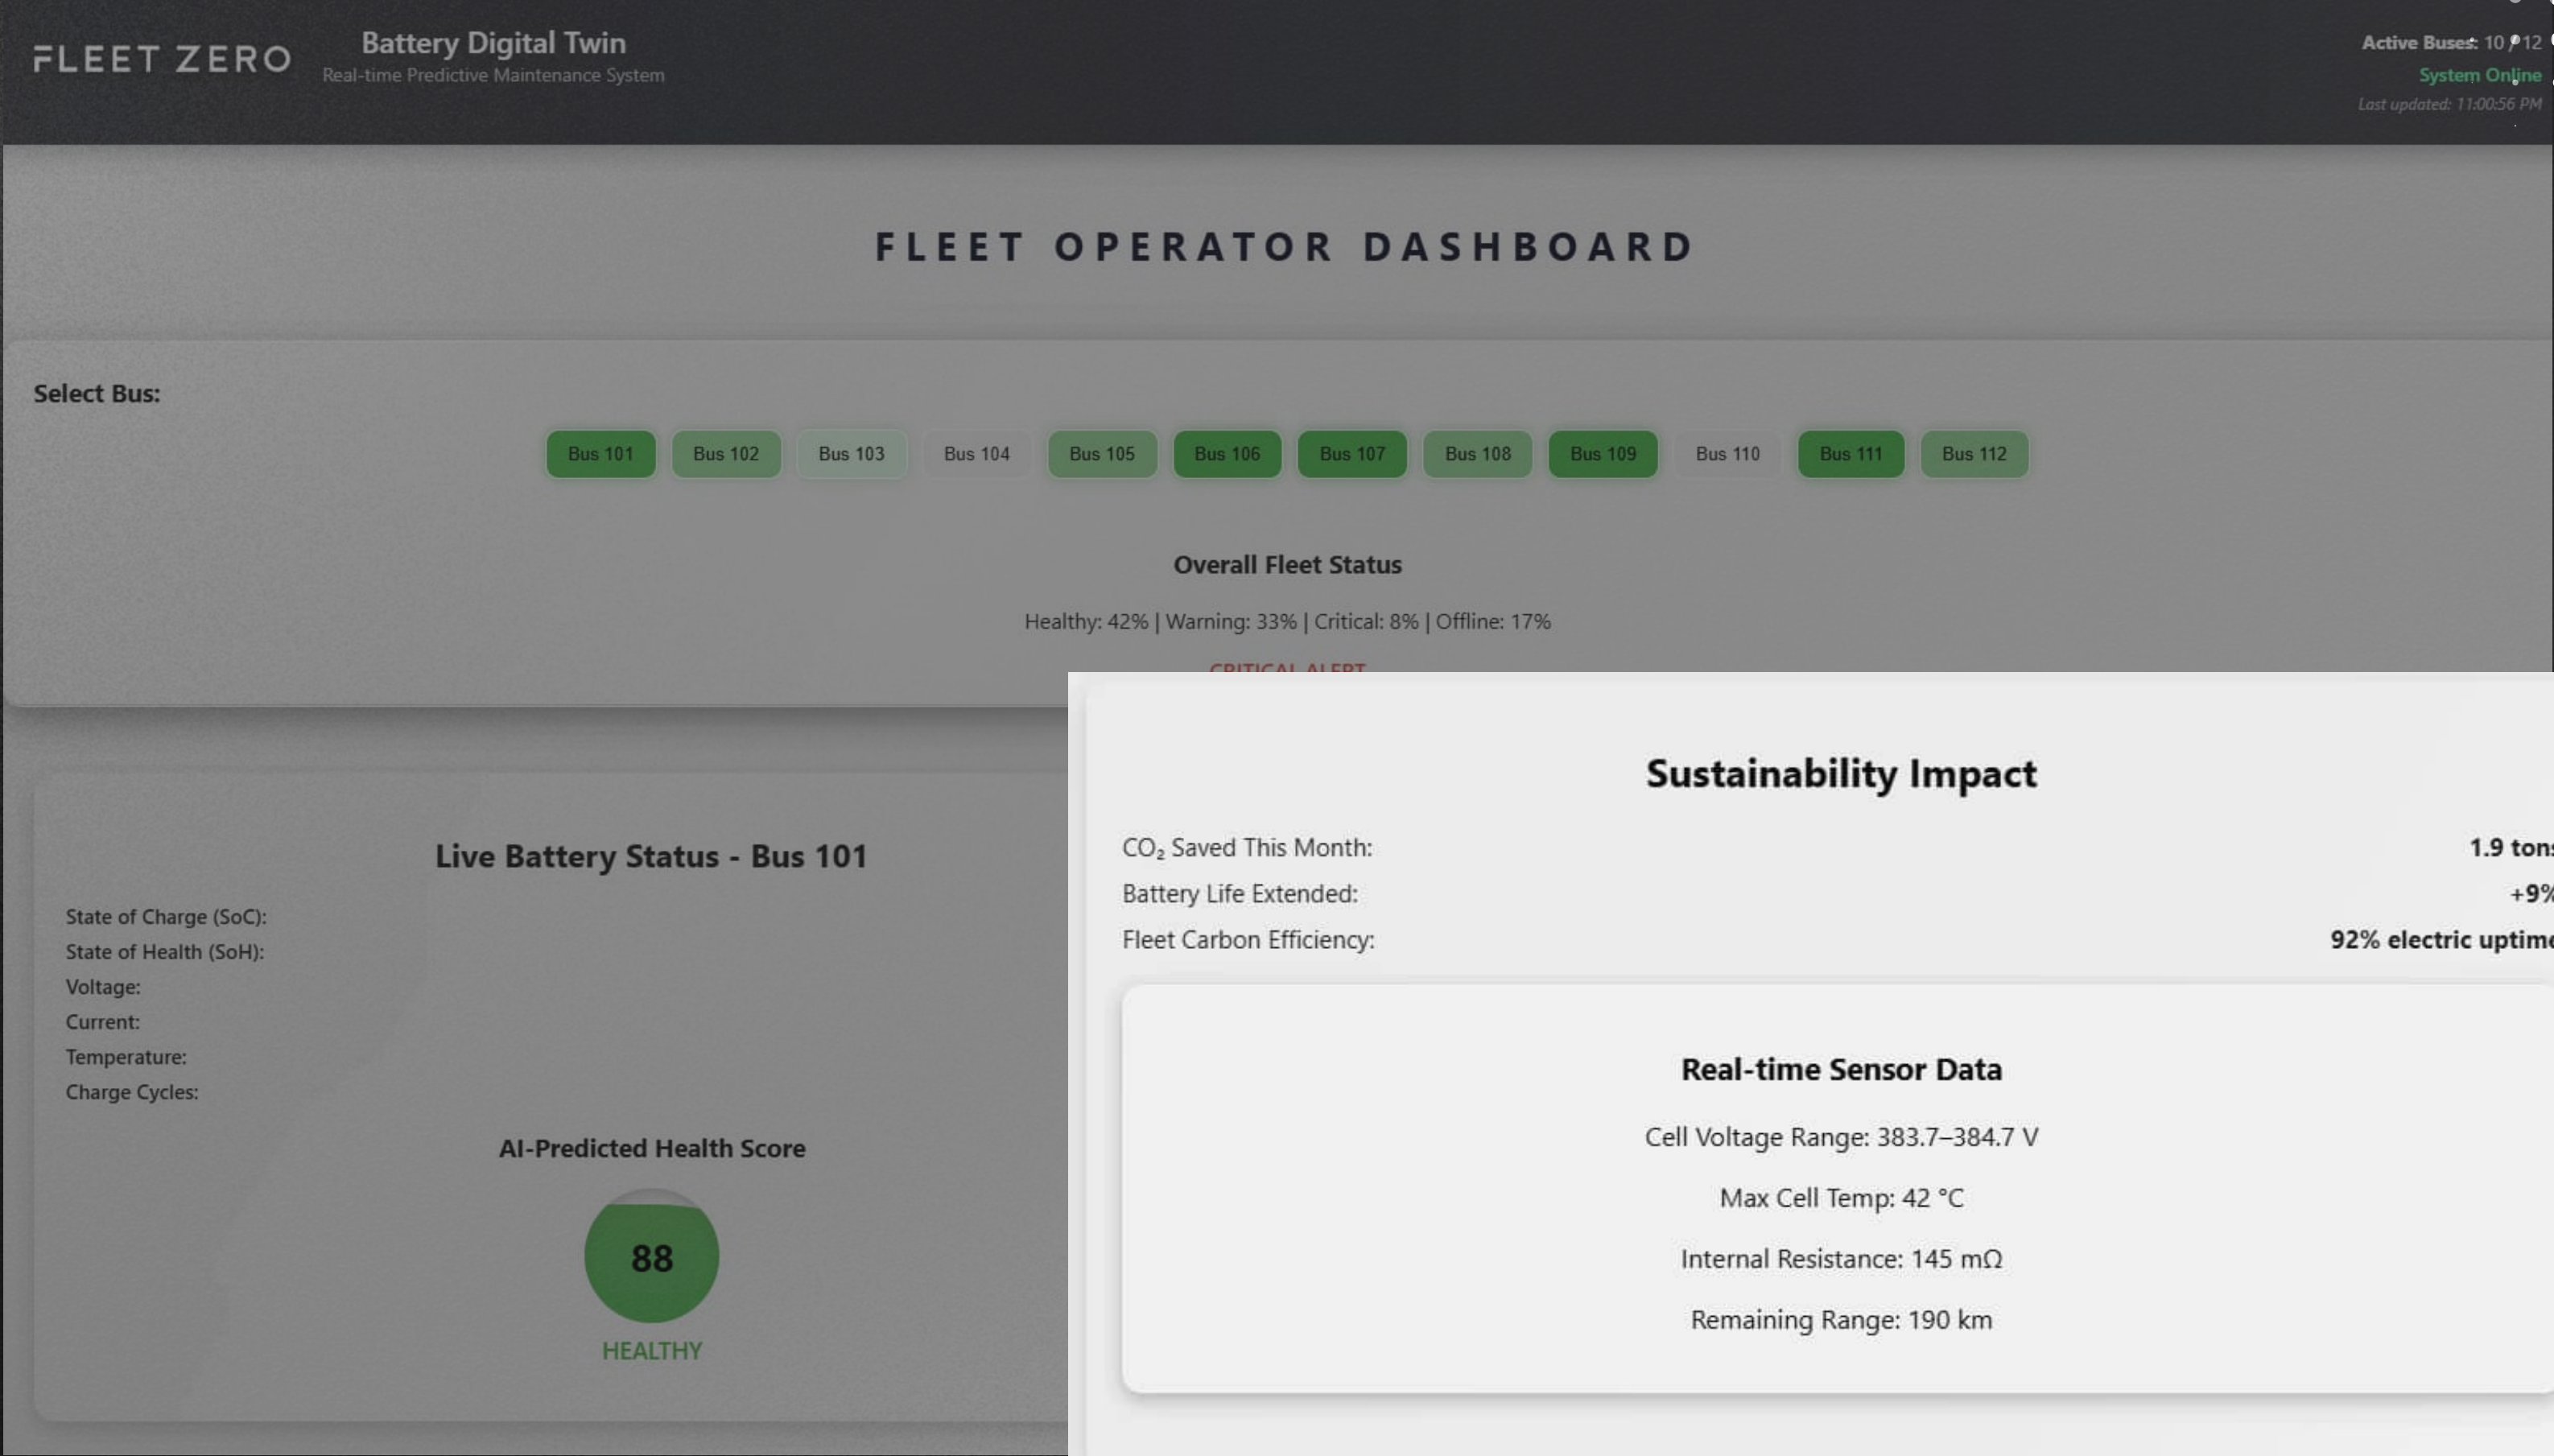 FLEET ZERO
Battery Digital Twin
Real-time Predictive Maintenance System
Active Buses: 10 / 12
System Online
Last updated: 11:00:56 PM
FLEET OPERATOR DASHBOARD
Select Bus:
Bus 101 Bus 102 Bus 103 Bus 104 Bus 105 Bus 106 Bus 107 Bus 108 Bus 109 Bus 110 Bus 111 Bus 112
Overall Fleet Status
Healthy: 42% | Warning: 33% | Critical: 8% | Offline: 17%
CRITICAL ALERT
Live Battery Status - Bus 101
State of Charge (SoC):
State of Health (SoH):
Voltage:
Current:
Temperature:
Charge Cycles:
AI-Predicted Health Score
88
HEALTHY
Sustainability Impact
CO₂ Saved This Month: 1.9 tons
Battery Life Extended: +9%
Fleet Carbon Efficiency: 92% electric uptime
Real-time Sensor Data
Cell Voltage Range: 383.7–384.7 V
Max Cell Temp: 42 °C
Internal Resistance: 145 mΩ
Remaining Range: 190 km